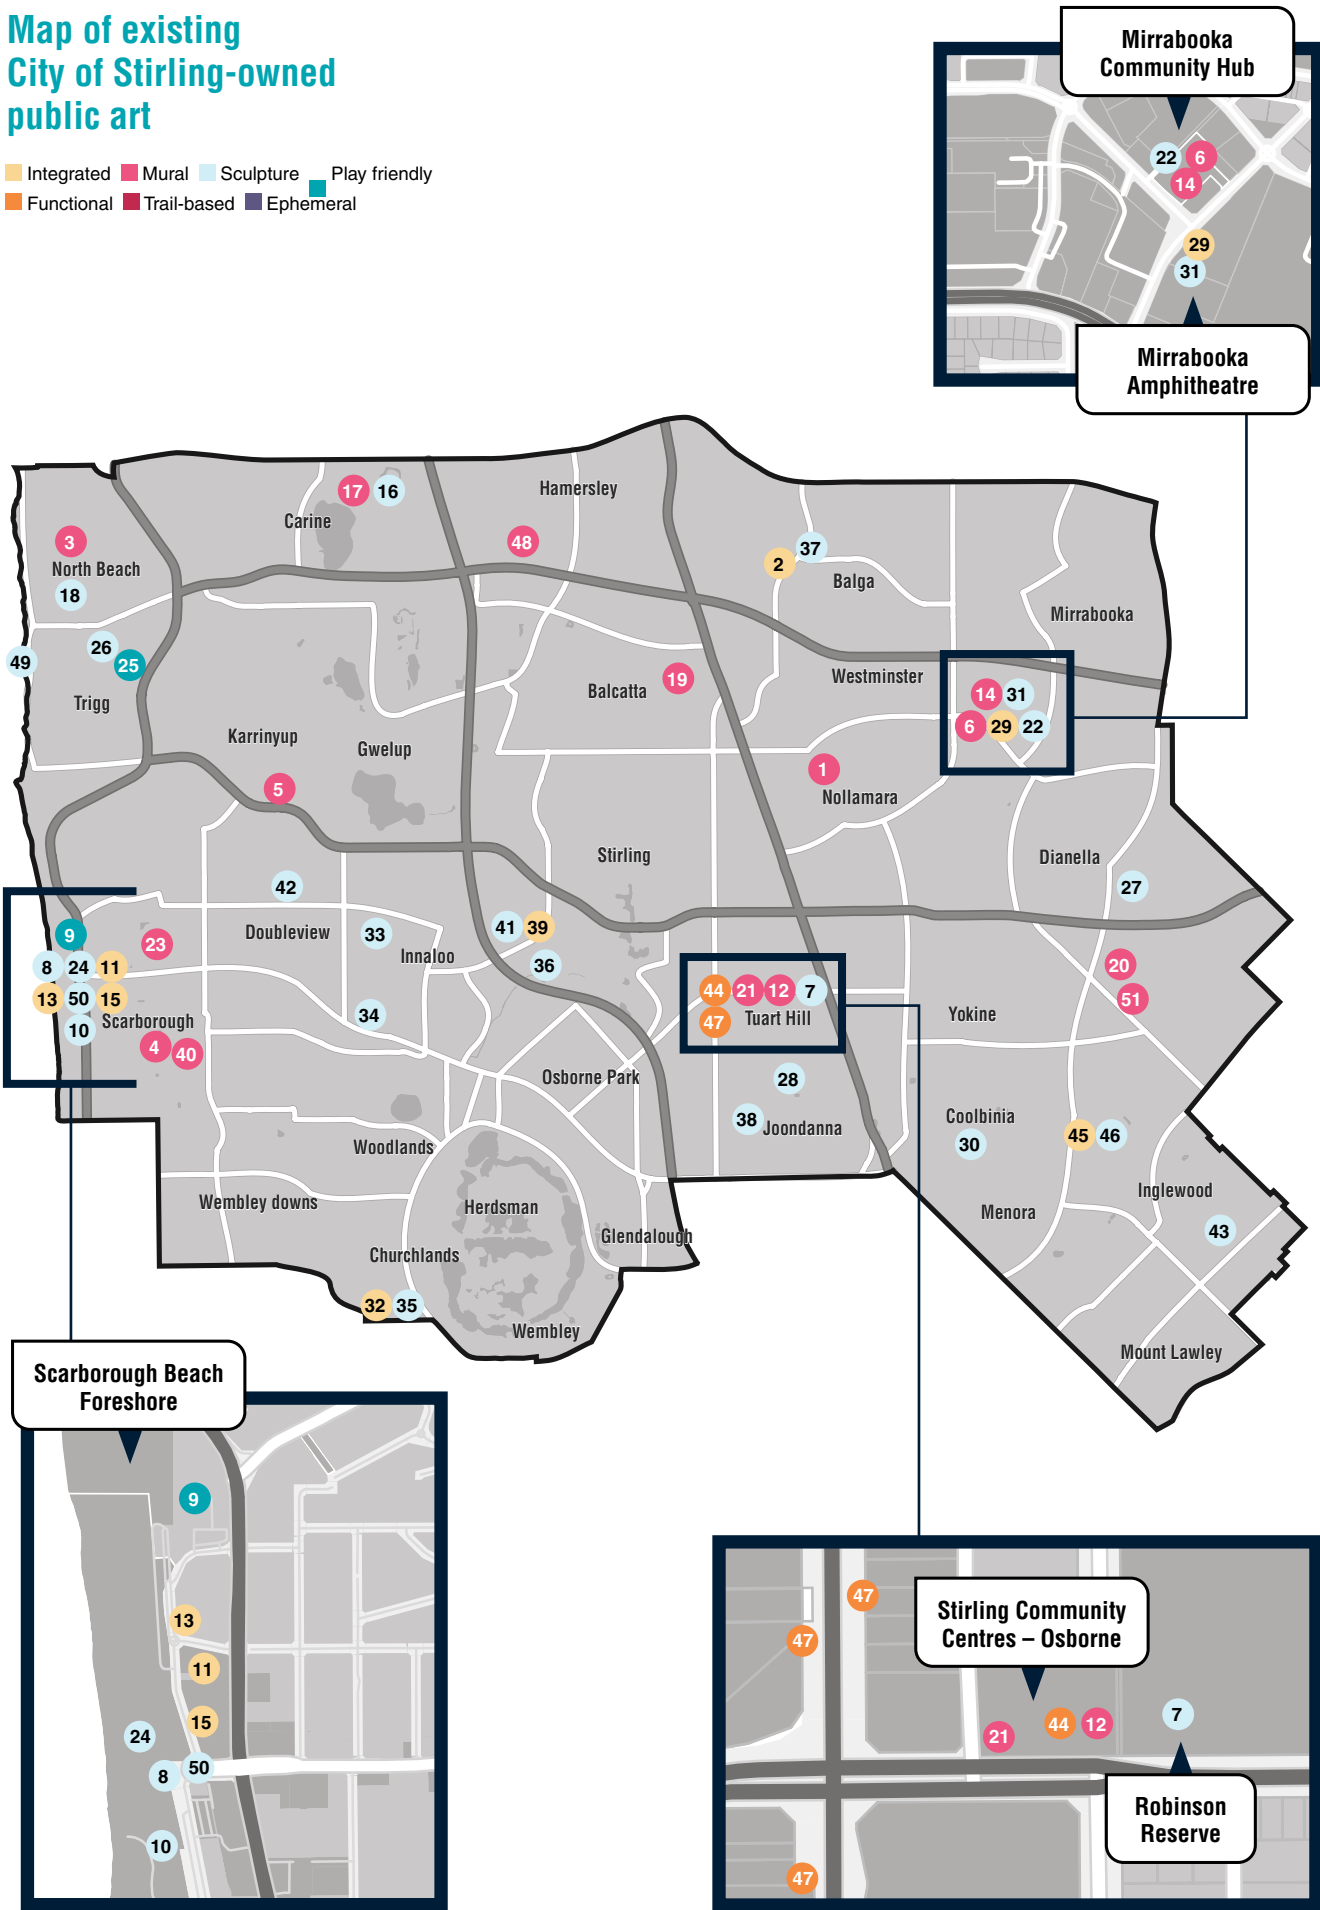 Map of existing
City of Stirling-owned
public art
Integrated Mural Sculpture Play friendly
Functional Trail-based Ephemeral
Mirrabooka
Community Hub
22 6
14
29
31
Mirrabooka
Amphitheatre
17 16
Carine
Hamersley
3
North Beach
18
48
37
2
Balga
Mirrabooka
26
49 25
Trigg
19
Balcatta
Westminster
14 31
6 29 22
Karrinyup
Gwelup
5
1
Nollamara
Stirling
Dianella
42
27
9
23
Doubleview
33
Innaloo
41 39
8 24 11
36
20
13 50 15
51
10
Scarborough
34
4 40
44 21 12 7
47
Tuart Hill
Yokine
Osborne Park
28
38
Joondanna
Coolbinia
30
45 46
Woodlands
Inglewood
Wembley downs
Herdsman
Menora
43
Glendalough
Churchlands
32 35
Wembley
Mount Lawley
Scarborough Beach
Foreshore
9
13
11
15
24
50
8
10
47
47
Stirling Community
Centres – Osborne
21 44 12
7
Robinson
Reserve
47